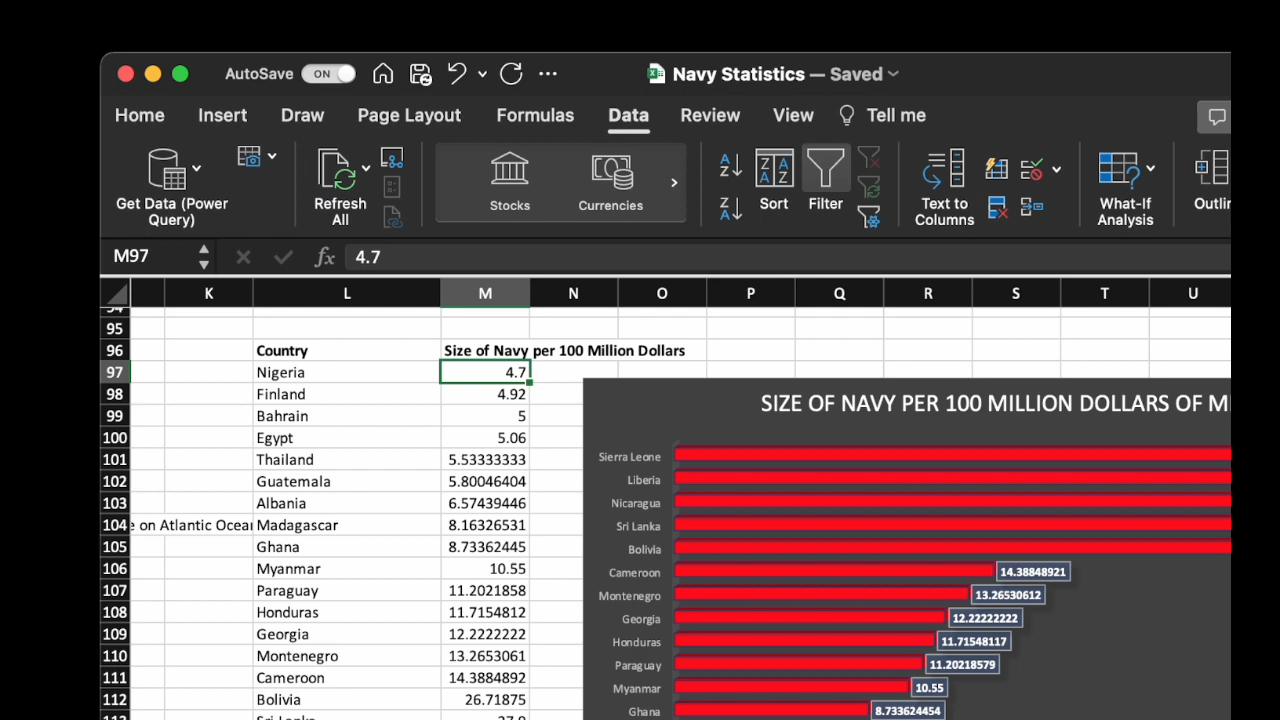 AutoSave ON Navy Statistics — Saved
Home Insert Draw Page Layout Formulas Data Review View Tell me
Get Data (Power Query)
Refresh All
Stocks
Currencies
Sort
Filter
Text to Columns
What-If Analysis
M97 fx 4.7
K L M N O P Q R S T U
95
96 Country Size of Navy per 100 Million Dollars
97 Nigeria 4.7
98 Finland 4.92
99 Bahrain 5
100 Egypt 5.06
101 Thailand 5.53333333
102 Guatemala 5.80046404
103 Albania 6.57439446
104 on Atlantic Ocean Madagascar 8.16326531
105 Ghana 8.73362445
106 Myanmar 10.55
107 Paraguay 11.2021858
108 Honduras 11.7154812
109 Georgia 12.2222222
110 Montenegro 13.2653061
111 Cameroon 14.3884892
112 Bolivia 26.71875
SIZE OF NAVY PER 100 MILLION DOLLARS OF
Sierra Leone
Liberia
Nicaragua
Sri Lanka
Bolivia
Cameroon 14.38848921
Montenegro 13.26530612
Georgia 12.22222222
Honduras 11.71548117
Paraguay 11.20218579
Myanmar 10.55
Ghana 8.733624454